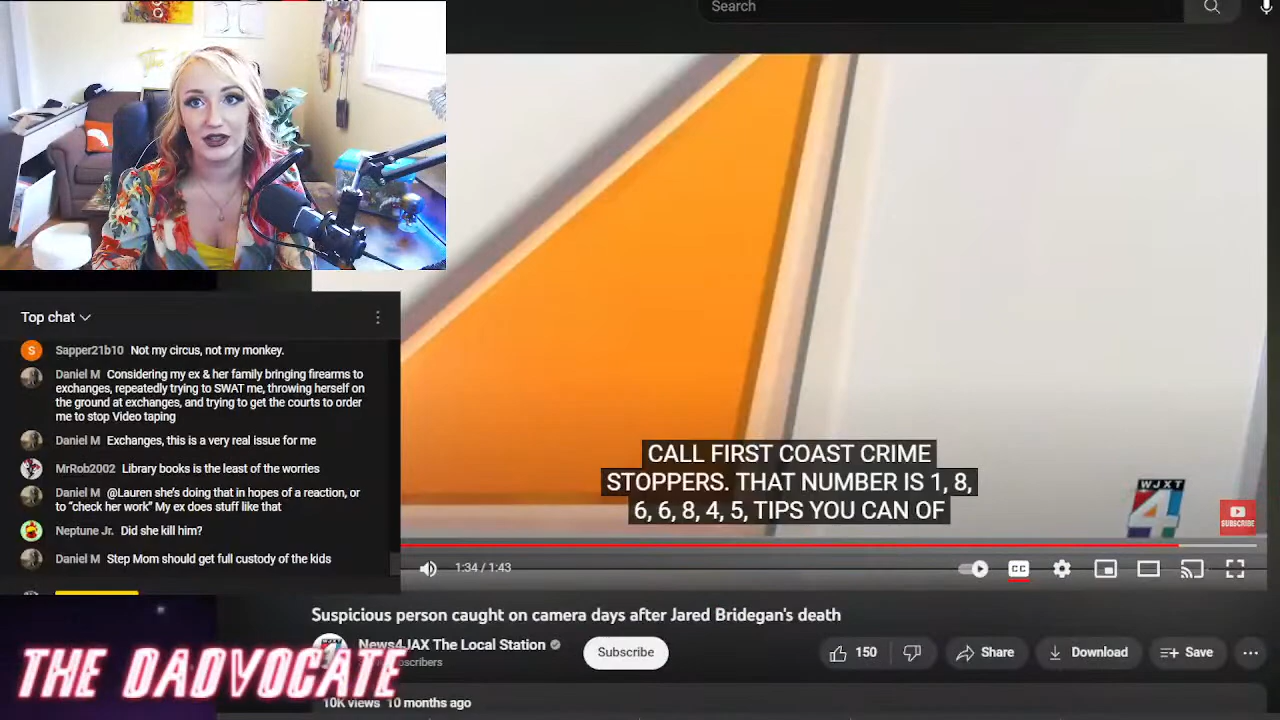 Search
CALL FIRST COAST CRIME
STOPPERS. THAT NUMBER IS 1, 8,
6, 6, 8, 4, 5, TIPS YOU CAN OF
WJXT
4
SUBSCRIBE
1:34 / 1:43
CC
Top chat
S Sapper21b10 Not my circus, not my monkey.
Daniel M Considering my ex & her family bringing firearms to
exchanges, repeatedly trying to SWAT me, throwing herself on
the ground at exchanges, and trying to get the courts to order
me to stop Video taping
Daniel M Exchanges, this is a very real issue for me
MrRob2002 Library books is the least of the worries
Daniel M @Lauren she's doing that in hopes of a reaction, or
to "check her work" My ex does stuff like that
Neptune Jr. Did she kill him?
Daniel M Step Mom should get full custody of the kids
Suspicious person caught on camera days after Jared Bridegan's death
News4JAX The Local Station
Subscribe
150
Share
Download
Save
THE DADVOCATE
10K views 10 months ago